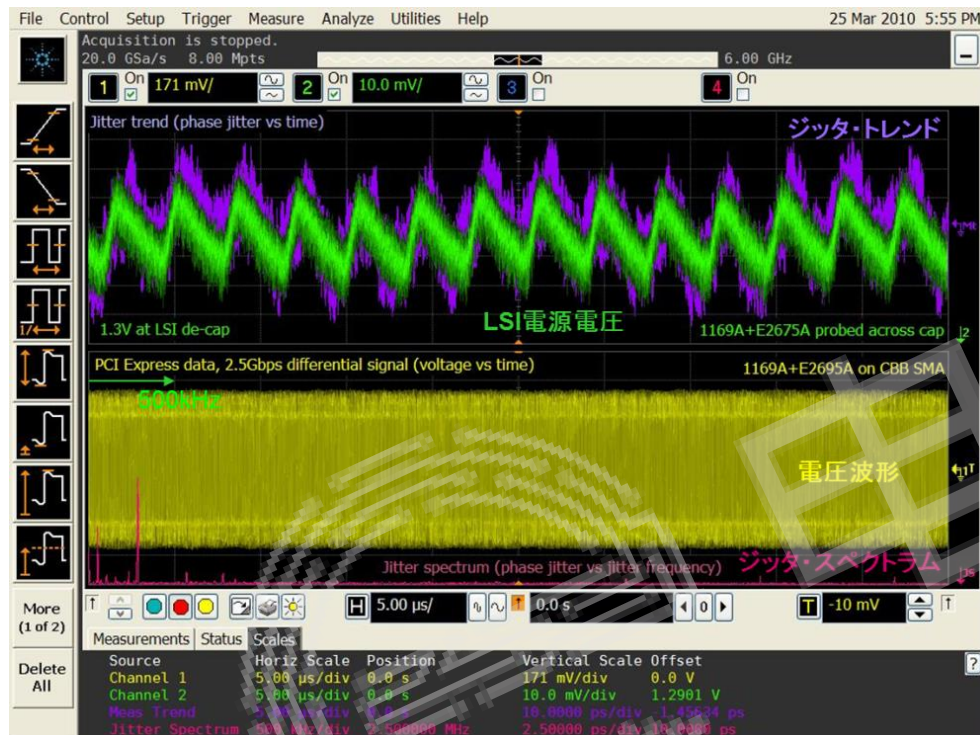 File Control Setup Trigger Measure Analyze Utilities Help 25 Mar 2010 5:55 PM
Acquisition is stopped.
20.0 GSa/s 8.00 Mpts 6.00 GHz
1 On 171 mV/ 2 On 10.0 mV/ 3 On 4 On
Jitter trend (phase jitter vs time) ジッタ・トレンド
1.3V at LSI de-cap LSI電源電圧 1169A+E2675A probed across cap
PCI Express data, 2.5Gbps differential signal (voltage vs time) 1169A+E2695A on CBB SMA
500kHz
電圧波形
ジッタ・スペクトラム
Jitter spectrum (phase jitter vs jitter frequency)
More
(1 of 2)
H 5.00 µs/ 0.0 s 0 T -10 mV
Delete
All
Measurements Status Scales
Source Horiz Scale Position Vertical Scale Offset
Channel 1 5.00 µs/div 0.0 s 171 mV/div 0.0 V
Channel 2 5.00 µs/div 0.0 s 10.0 mV/div 1.2901 V
Meas Trend 0.0 s 10.0000 ps/div -1.45634 ps
Jitter Spectrum MHz 2.50000 ps/div